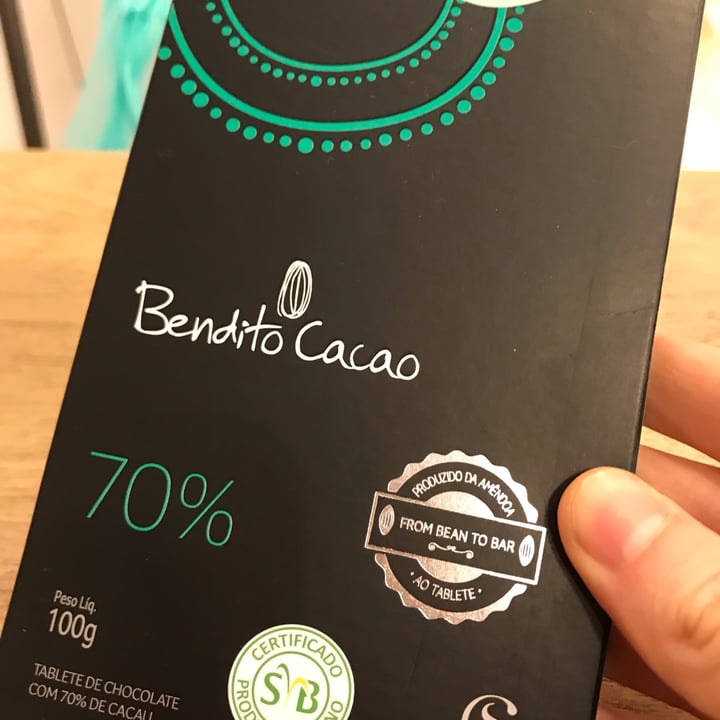 Bendito Cacao
70%
PRODUZIDO DA AMÊNDOA
FROM BEAN TO BAR
• AO TABLETE •
Peso Líq.
100g
CERTIFICADO
SVB
TABLETE DE CHOCOLATE
COM 70% DE CACAU